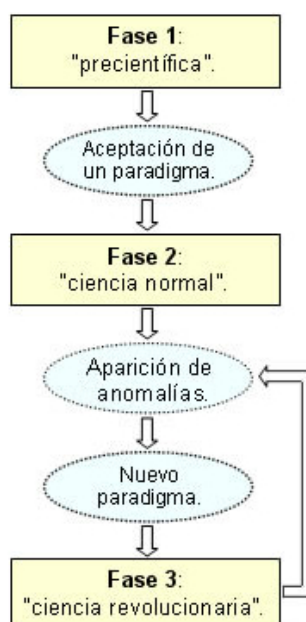 Fase 1:
"precientífica".
Aceptación de
un paradigma.
Fase 2:
"ciencia normal".
Aparición de
anomalías.
Nuevo
paradigma.
Fase 3:
"ciencia revolucionaria".